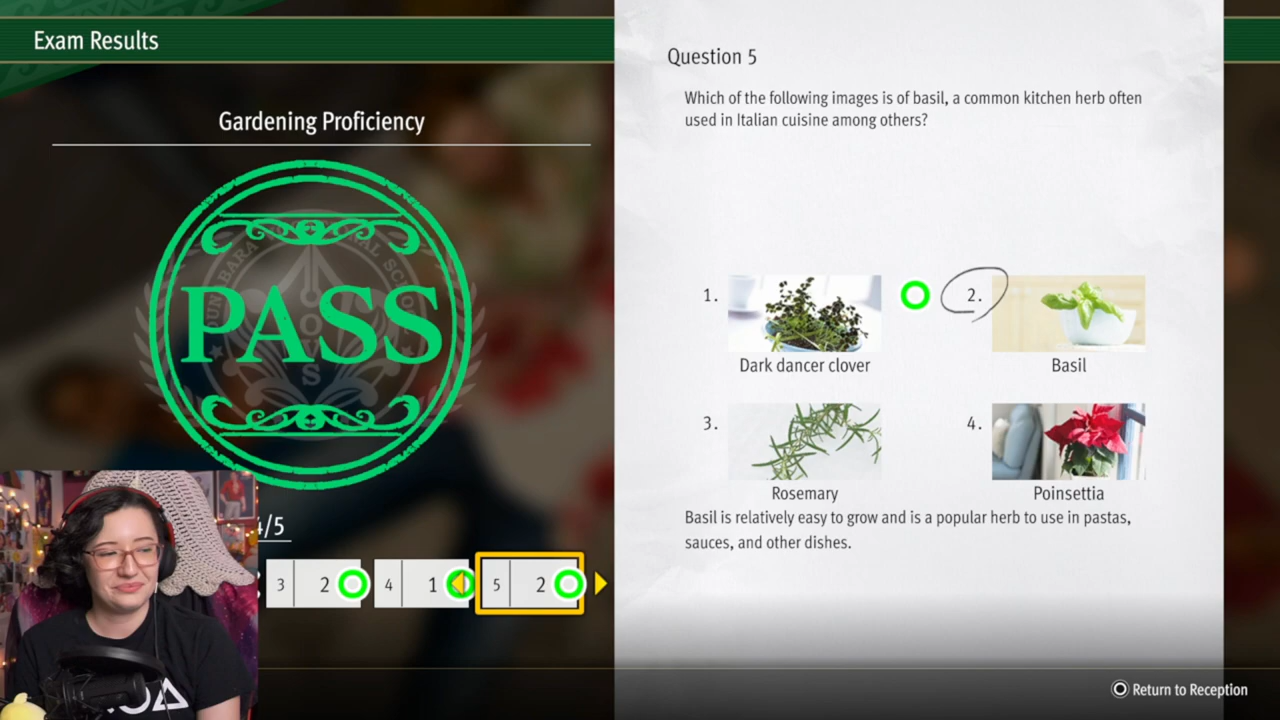 Exam Results
Gardening Proficiency
PASS
4/5
3 2
4 1
5 2
Question 5
Which of the following images is of basil, a common kitchen herb often
used in Italian cuisine among others?
1.
Dark dancer clover
2.
Basil
3.
Rosemary
4.
Poinsettia
Basil is relatively easy to grow and is a popular herb to use in pastas,
sauces, and other dishes.
Return to Reception